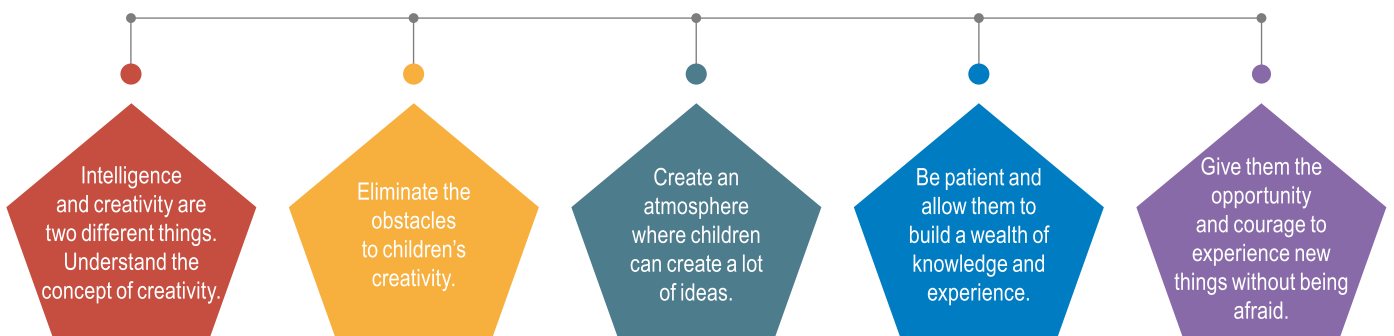 Intelligence
and creativity are
two different things.
Understand the
concept of creativity.
Eliminate the
obstacles
to children's
creativity.
Create an
atmosphere
where children
can create a lot
of ideas.
Be patient and
allow them to
build a wealth of
knowledge and
experience.
Give them the
opportunity
and courage to
experience new
things without being
afraid.